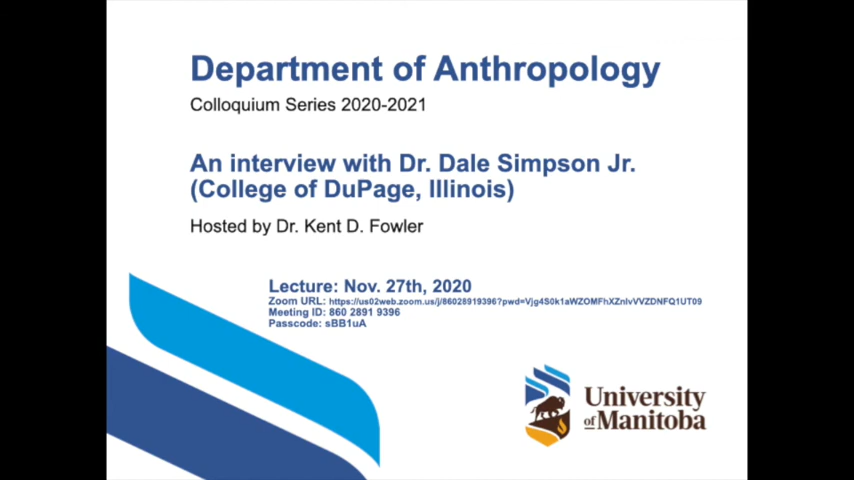 Department of Anthropology
Colloquium Series 2020-2021
An interview with Dr. Dale Simpson Jr.
(College of DuPage, Illinois)
Hosted by Dr. Kent D. Fowler
Lecture: Nov. 27th, 2020
Zoom URL: https://us02web.zoom.us/j/86028919396?pwd=Vjg4S0k1aWZOMFhXZnlvVVZDNFQ1UT09
Meeting ID: 860 2891 9396
Passcode: sBB1uA
University
of Manitoba